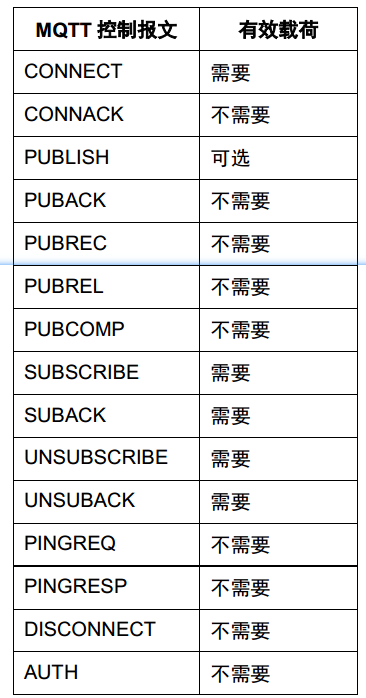 MQTT 控制报文 有效载荷
CONNECT 需要
CONNACK 不需要
PUBLISH 可选
PUBACK 不需要
PUBREC 不需要
PUBREL 不需要
PUBCOMP 不需要
SUBSCRIBE 需要
SUBACK 需要
UNSUBSCRIBE 需要
UNSUBACK 需要
PINGREQ 不需要
PINGRESP 不需要
DISCONNECT 不需要
AUTH 不需要